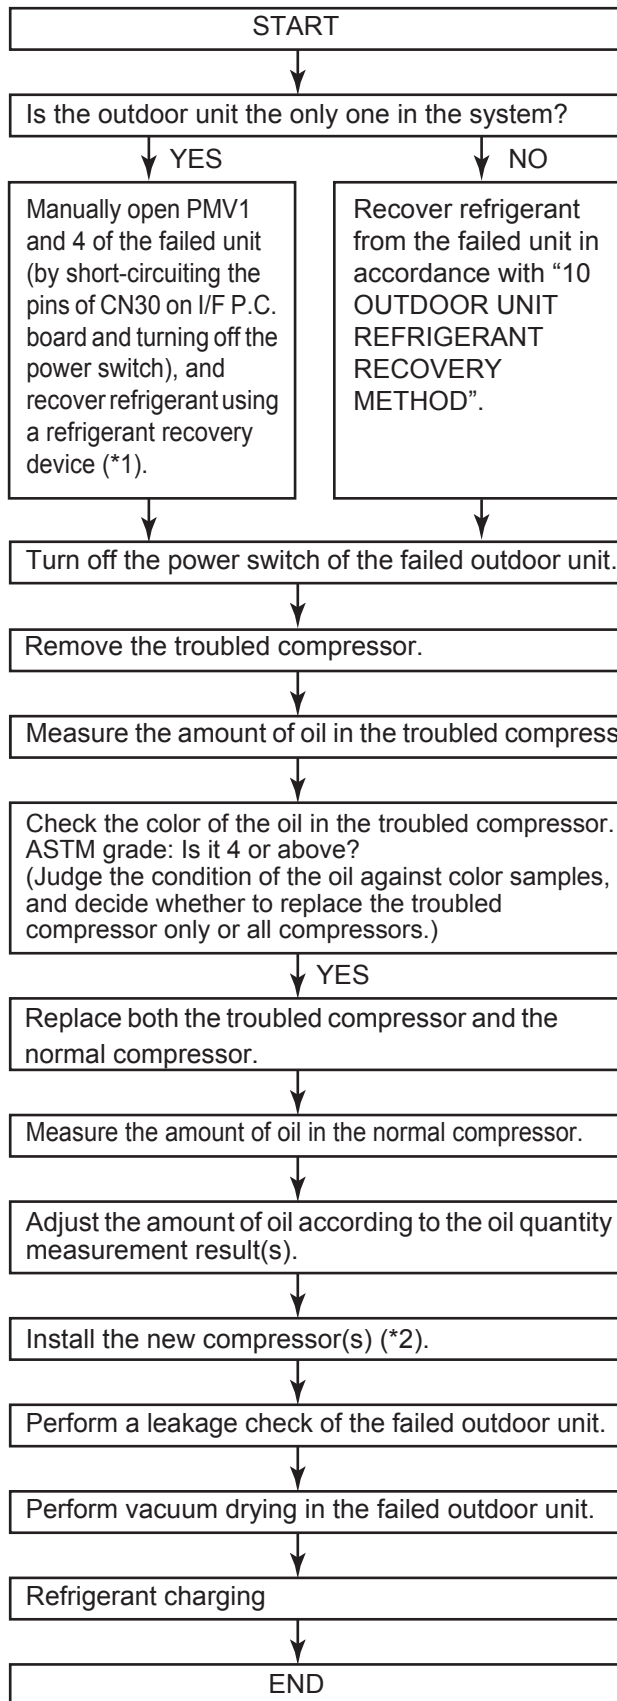 START
Is the outdoor unit the only one in the system?
YES
NO
Manually open PMV1
and 4 of the failed unit
(by short-circuiting the
pins of CN30 on I/F P.C.
board and turning off the
power switch), and
recover refrigerant using
a refrigerant recovery
device (*1).
Recover refrigerant
from the failed unit in
accordance with “10
OUTDOOR UNIT
REFRIGERANT
RECOVERY
METHOD”.
Turn off the power switch of the failed outdoor unit.
Remove the troubled compressor.
Measure the amount of oil in the troubled compress
Check the color of the oil in the troubled compressor.
ASTM grade: Is it 4 or above?
(Judge the condition of the oil against color samples,
and decide whether to replace the troubled
compressor only or all compressors.)
YES
Replace both the troubled compressor and the
normal compressor.
Measure the amount of oil in the normal compressor.
Adjust the amount of oil according to the oil quantity
measurement result(s).
Install the new compressor(s) (*2).
Perform a leakage check of the failed outdoor unit.
Perform vacuum drying in the failed outdoor unit.
Refrigerant charging
END